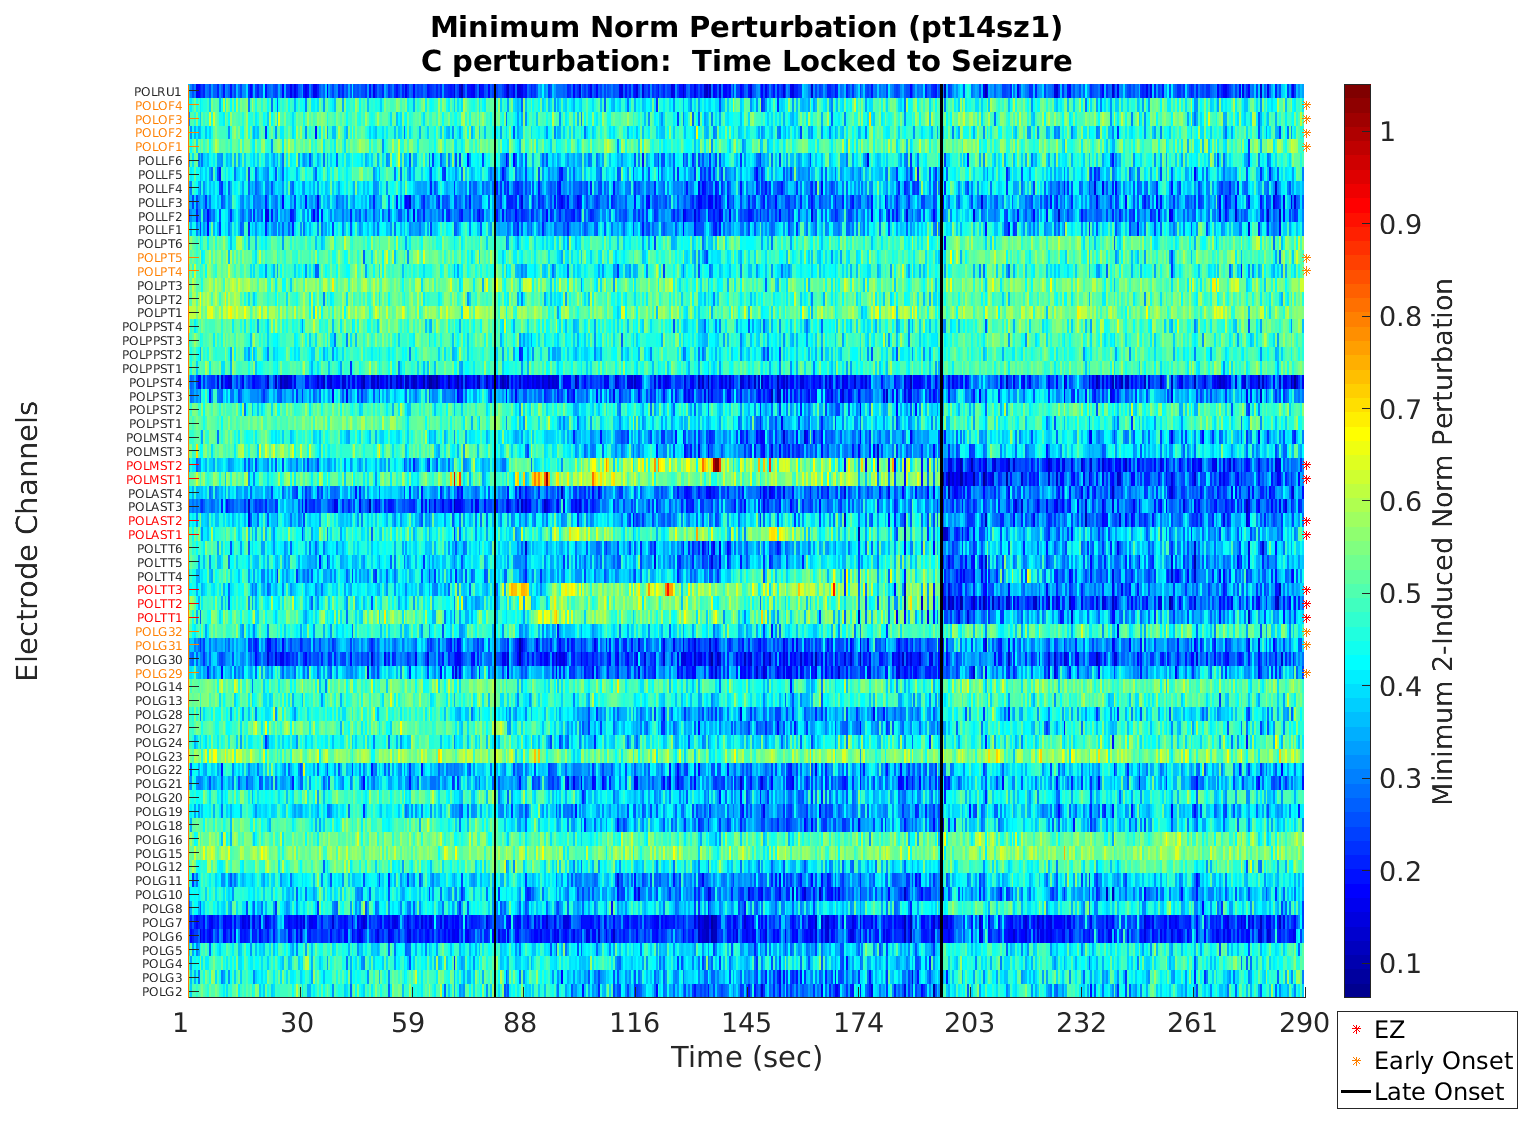 Minimum Norm Perturbation (pt14sz1)
C perturbation:  Time Locked to Seizure
Electrode Channels
POLRU1
POLOF4
POLOF3
POLOF2
POLOF1
POLLF6
POLLF5
POLLF4
POLLF3
POLLF2
POLLF1
POLPT6
POLPT5
POLPT4
POLPT3
POLPT2
POLPT1
POLPPST4
POLPPST3
POLPPST2
POLPPST1
POLPST4
POLPST3
POLPST2
POLPST1
POLMST4
POLMST3
POLMST2
POLMST1
POLAST4
POLAST3
POLAST2
POLAST1
POLTT6
POLTT5
POLTT4
POLTT3
POLTT2
POLTT1
POLG32
POLG31
POLG30
POLG29
POLG14
POLG13
POLG28
POLG27
POLG24
POLG23
POLG22
POLG21
POLG20
POLG19
POLG18
POLG16
POLG15
POLG12
POLG11
POLG10
POLG8
POLG7
POLG6
POLG5
POLG4
POLG3
POLG2
1 30 59 88 116 145 174 203 232 261 290
Time (sec)
1
0.9
0.8
0.7
0.6
0.5
0.4
0.3
0.2
0.1
Minimum 2-Induced Norm Perturbation
EZ
Early Onset
Late Onset